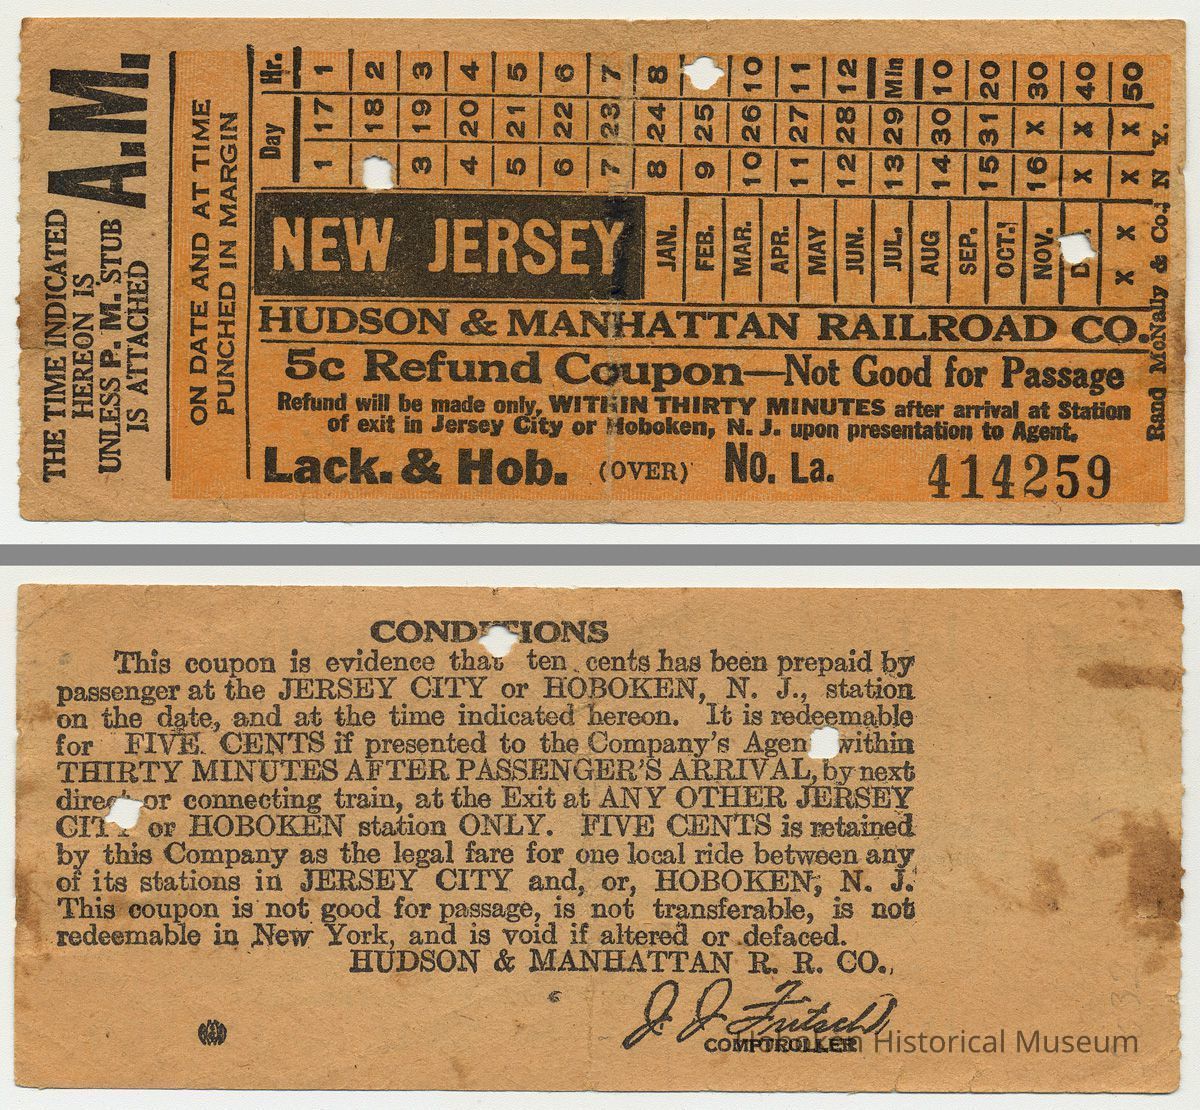 THE TIME INDICATED
HEREON IS
UNLESS P. M. STUB
IS ATTACHED
A.M.
ON DATE AND AT TIME
PUNCHED IN MARGIN
Hr. 1 2 3 4 5 6 7 8 10 11 12 Min 10 20 30 40 50
Day 17 18 19 20 21 22 23 24 25 26 27 28 29 30 31 X X X
1 3 4 5 6 7 8 9 10 11 12 13 14 15 16 X X
NEW JERSEY
JAN. FEB. MAR. APR. MAY JUN. JUL. AUG SEP. OCT. NOV. D X X
HUDSON & MANHATTAN RAILROAD CO.
5c Refund Coupon—Not Good for Passage
Refund will be made only, WITHIN THIRTY MINUTES after arrival at Station
of exit in Jersey City or Hoboken, N. J. upon presentation to Agent.
Lack. & Hob. (OVER) No. La. 414259
Rand McNally & Co., N. Y.
CONDITIONS
This coupon is evidence that ten cents has been prepaid by
passenger at the JERSEY CITY or HOBOKEN, N. J., station
on the date, and at the time indicated hereon. It is redeemable
for FIVE CENTS if presented to the Company's Agent within
THIRTY MINUTES AFTER PASSENGER'S ARRIVAL, by next
direct or connecting train, at the Exit at ANY OTHER JERSEY
CITY or HOBOKEN station ONLY. FIVE CENTS is retained
by this Company as the legal fare for one local ride between any
of its stations in JERSEY CITY and, or, HOBOKEN, N. J.
This coupon is not good for passage, is not transferable, is not
redeemable in New York, and is void if altered or defaced.
HUDSON & MANHATTAN R. R. CO.,
J. J. Fritsch
COMPTROLLER
Hoboken Historical Museum